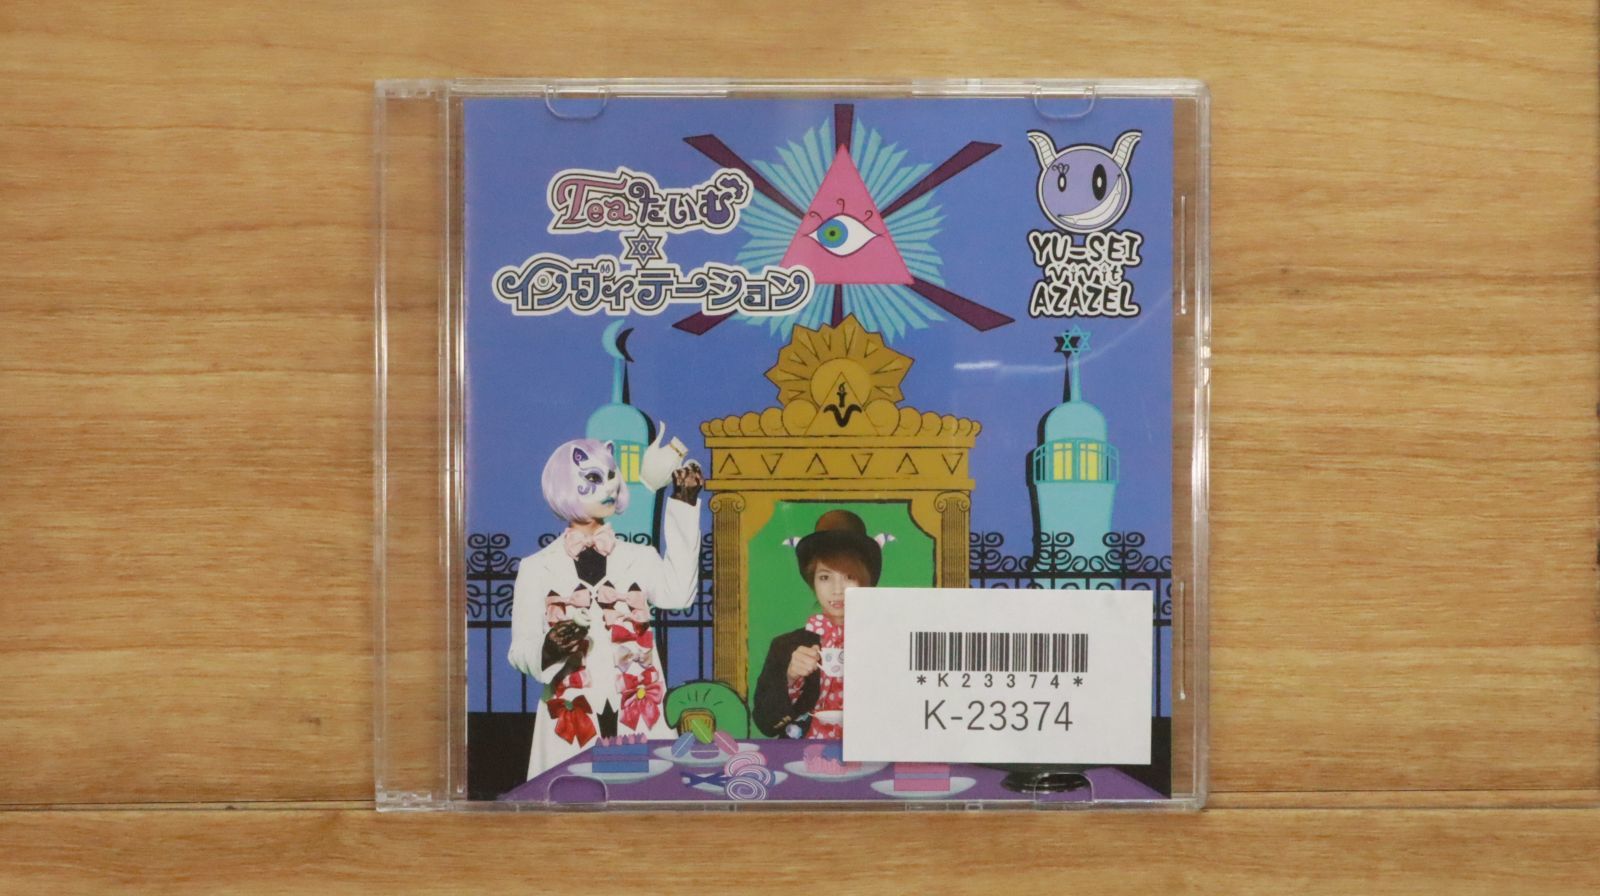 Teaたいむ
✡
インヴィテーション
YU-SEI
vivit
AZAZEL
*K23374*
K-23374